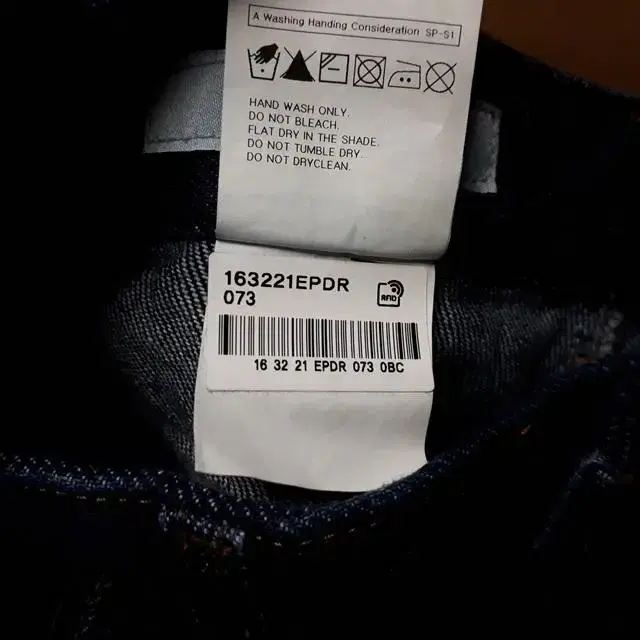 A Washing Handing Consideration SP-S1
HAND WASH ONLY.
DO NOT BLEACH.
FLAT DRY IN THE SHADE.
DO NOT TUMBLE DRY.
DO NOT DRYCLEAN.
163221EPDR
073
RFID
16 32 21 EPDR 073 0BC